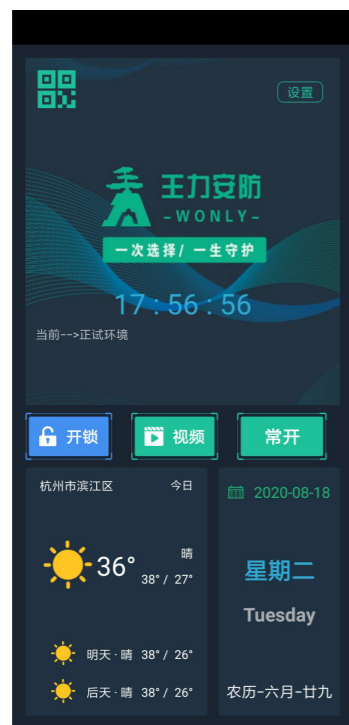 设置
王力安防
-WONLY-
一次选择/一生守护
17:56:56
当前-->正试环境
开锁
视频
常开
杭州市滨江区 今日
2020-08-18
晴
36°
38°/ 27°
星期二
Tuesday
明天·晴 38°/ 26°
后天·晴 38°/ 26°
农历-六月-廿九